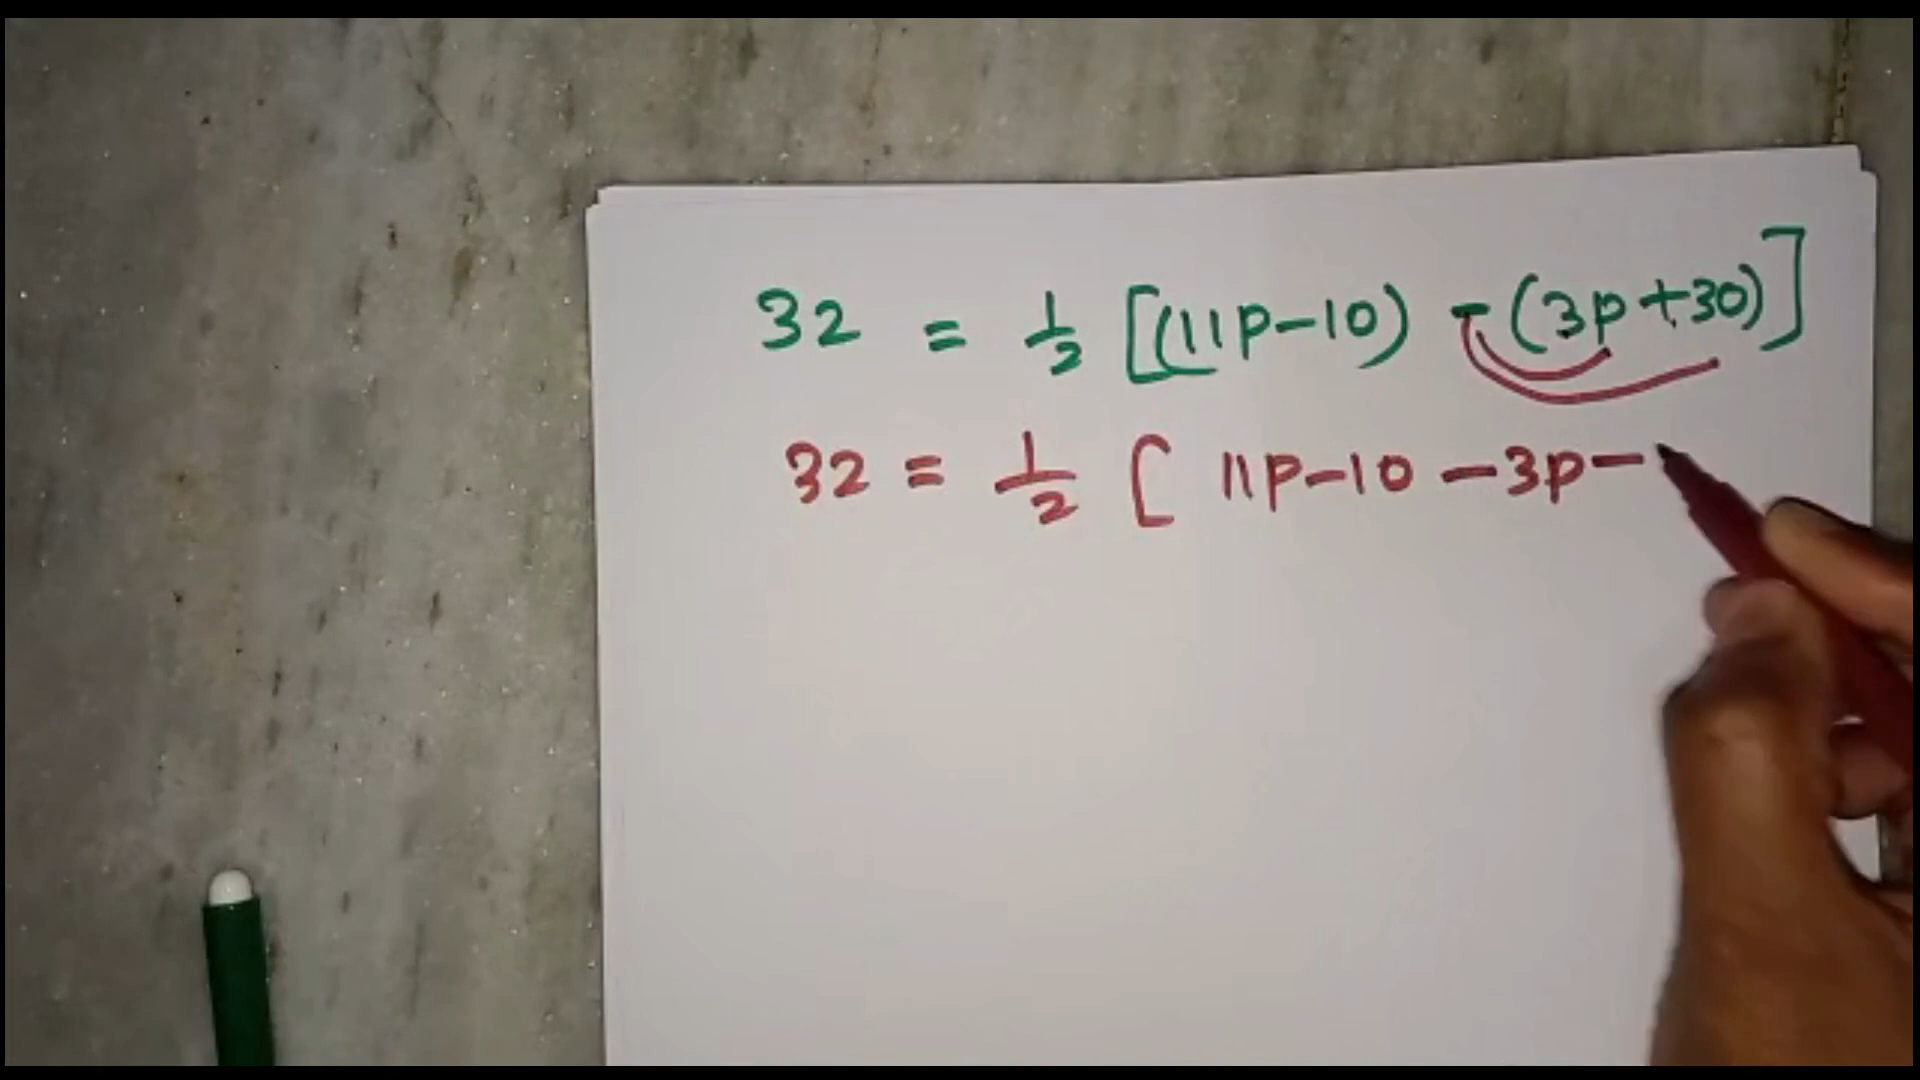 32 = 1/2 [(11p-10) - (3p+30)]
32 = 1/2 [ 11p-10 -3p-